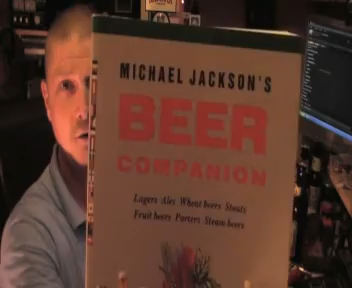 MICHAEL JACKSON'S
BEER
COMPANION
Lagers Ales Wheat beers Stouts
Fruit beers Porters Steam beers